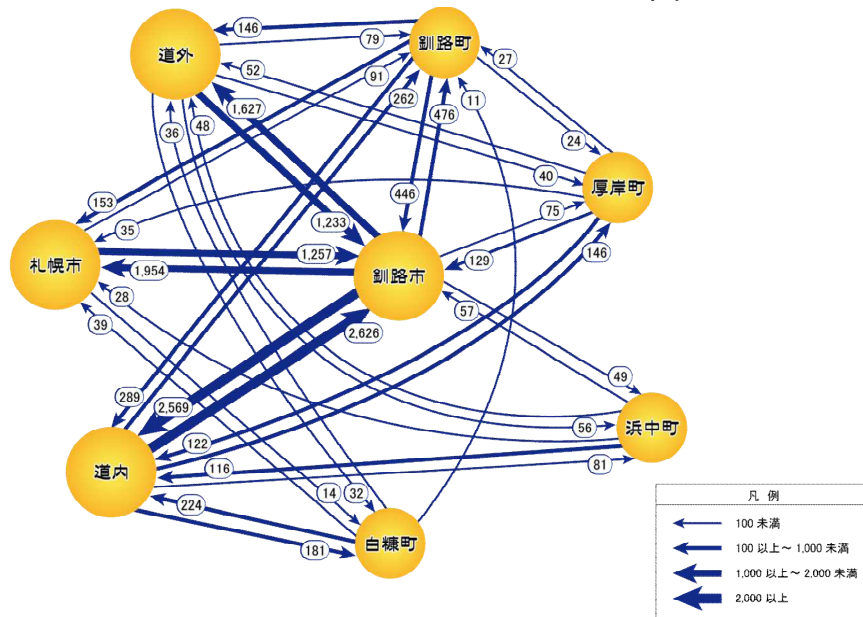 146
79
釧路町
道外
27
52
91
262
11
1,627
476
36
48
24
40
厚岸町
153
446
75
35
1,233
129
146
1,257
札幌市
釧路市
1,954
28
57
39
2,626
49
289
2,569
56
浜中町
122
道内
116
81
14
32
224
白糠町
181
凡 例
100 未満
100 以上～ 1,000 未満
1,000 以上～ 2,000 未満
2,000 以上